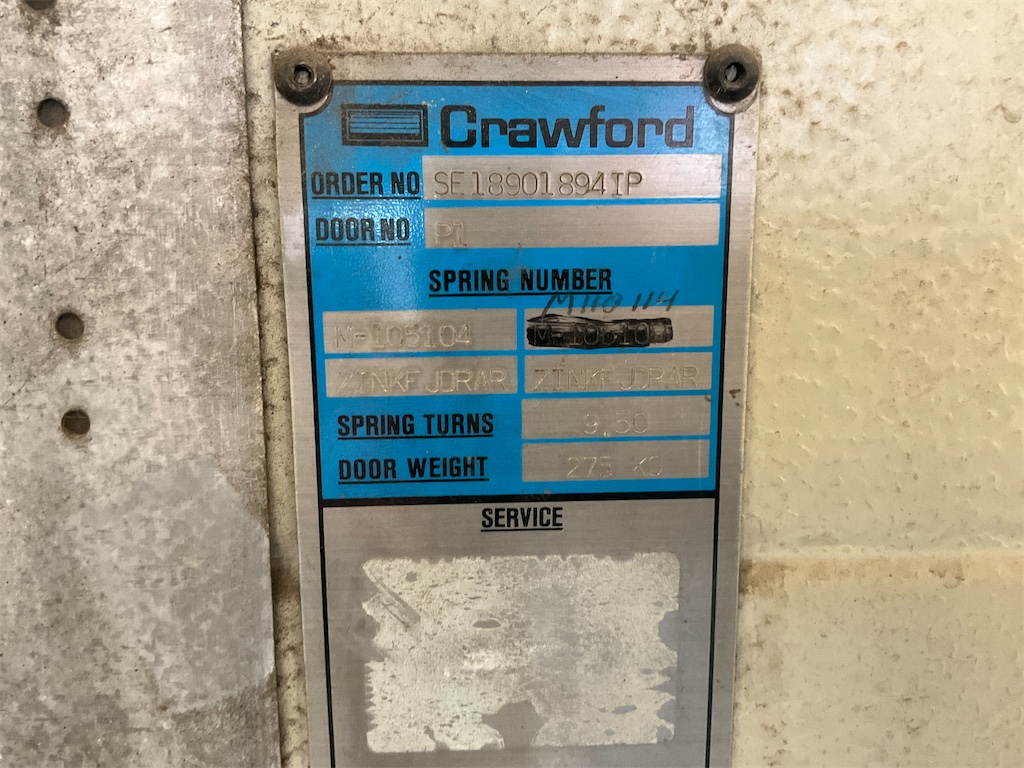 Crawford
ORDER NO SE18901894IP
DOOR NO P1
SPRING NUMBER
M-105104
ZINKFJDRAR ZINKFJDRAR
SPRING TURNS 9,50
DOOR WEIGHT 275 KG
SERVICE